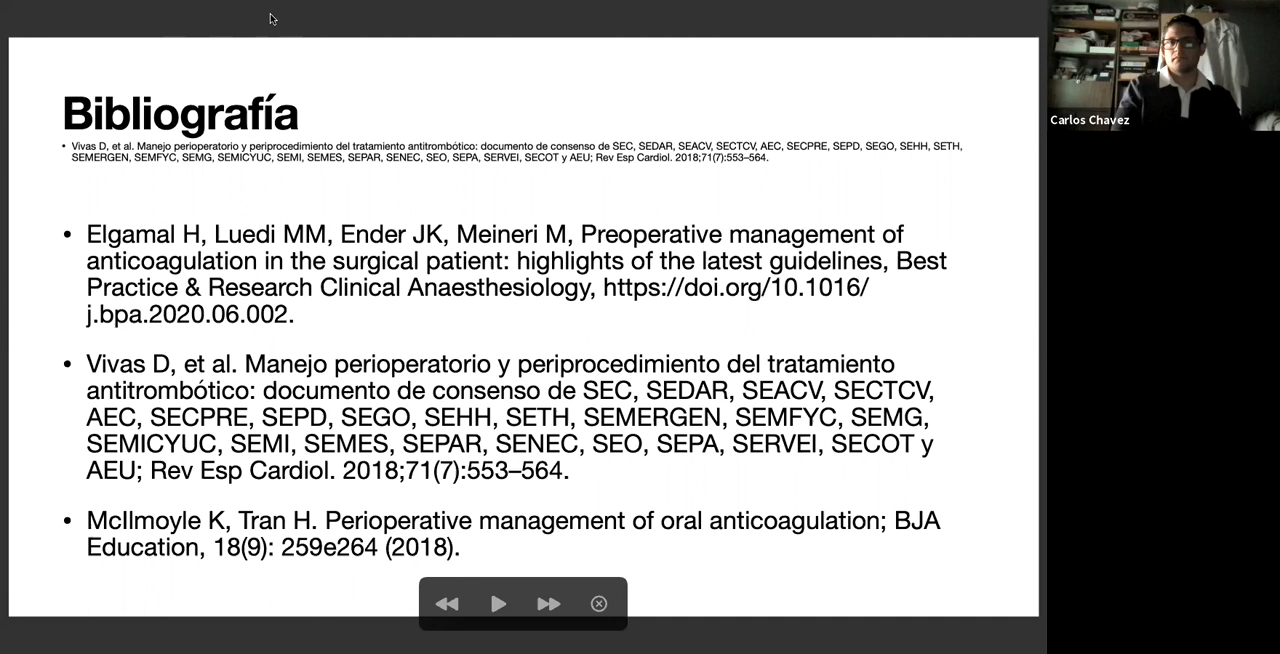 Bibliografía
• Vivas D, et al. Manejo perioperatorio y periprocedimiento del tratamiento antitrombótico: documento de consenso de SEC, SEDAR, SEACV, SECTCV, AEC, SECPRE, SEPD, SEGO, SEHH, SETH,
SEMERGEN, SEMFYC, SEMG, SEMICYUC, SEMI, SEMES, SEPAR, SENEC, SEO, SEPA, SERVEI, SECOT y AEU; Rev Esp Cardiol. 2018;71(7):553–564.
• Elgamal H, Luedi MM, Ender JK, Meineri M, Preoperative management of
anticoagulation in the surgical patient: highlights of the latest guidelines, Best
Practice & Research Clinical Anaesthesiology, https://doi.org/10.1016/
j.bpa.2020.06.002.
• Vivas D, et al. Manejo perioperatorio y periprocedimiento del tratamiento
antitrombótico: documento de consenso de SEC, SEDAR, SEACV, SECTCV,
AEC, SECPRE, SEPD, SEGO, SEHH, SETH, SEMERGEN, SEMFYC, SEMG,
SEMICYUC, SEMI, SEMES, SEPAR, SENEC, SEO, SEPA, SERVEI, SECOT y
AEU; Rev Esp Cardiol. 2018;71(7):553–564.
• McIlmoyle K, Tran H. Perioperative management of oral anticoagulation; BJA
Education, 18(9): 259e264 (2018).
Carlos Chavez